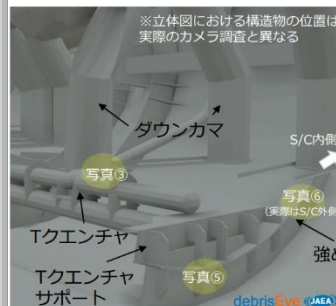 ※立体図における構造物の位置は
実際のカメラ調査と異なる
ダウンカマ
S/C内側
写真③
写真⑥
(実際はS/C外側
強め
Tクエンチャ
Tクエンチャ
サポート
写真⑤
debrisEye JAEA